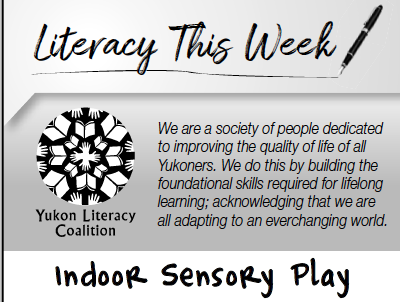 Literacy This Week
We are a society of people dedicated
to improving the quality of life of all
Yukoners. We do this by building the
foundational skills required for lifelong
learning; acknowledging that we are
all adapting to an everchanging world.
Yukon Literacy
Coalition
Indoor Sensory Play